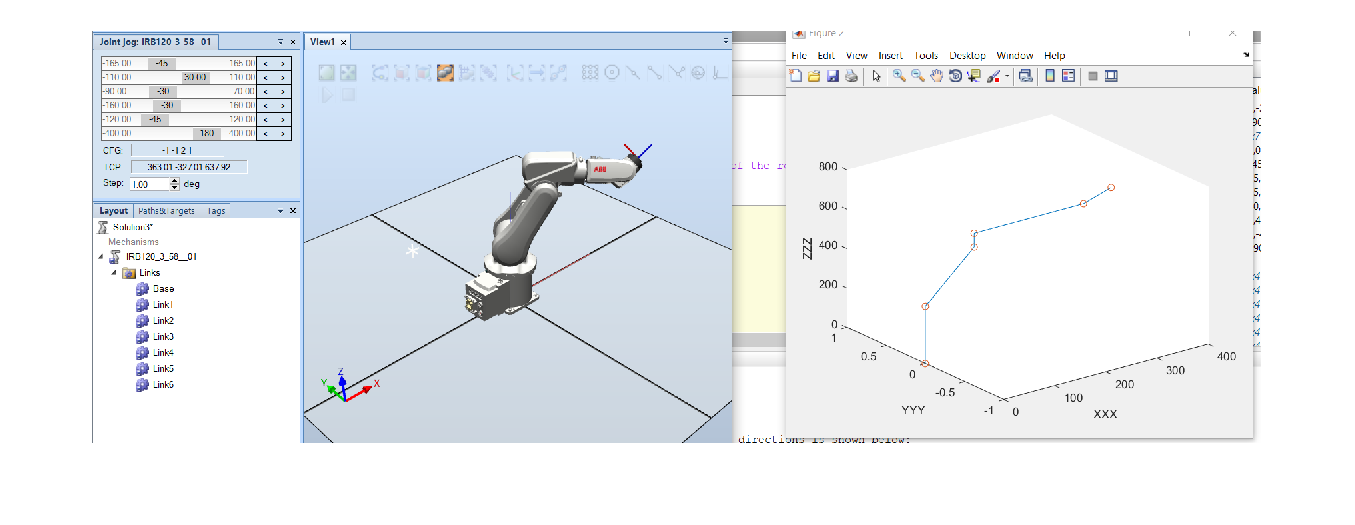 Joint Jog: IRB120_3_58__01
-165.00 -45 165.00 < >
-110.00 30.00 110.00 < >
-90.00 -30 70.00 < >
-160.00 -30 160.00 < >
-120.00 -45 120.00 < >
-400.00 180 400.00 < >
CFG: -1 -1 2 1
TCP: 363.01 -327.01 637.92
Step: 1.00 deg
Layout Paths&Targets Tags
Solution3*
Mechanisms
IRB120_3_58__01
Links
Base
Link1
Link2
Link3
Link4
Link5
Link6
View1
ABB
Z
Y
X
of the re
directions is shown below:
Figure 2
File Edit View Insert Tools Desktop Window Help
800
600
400
200
0
ZZZ
1
0.5
0
-0.5
-1
YYY
0
100
200
300
400
XXX